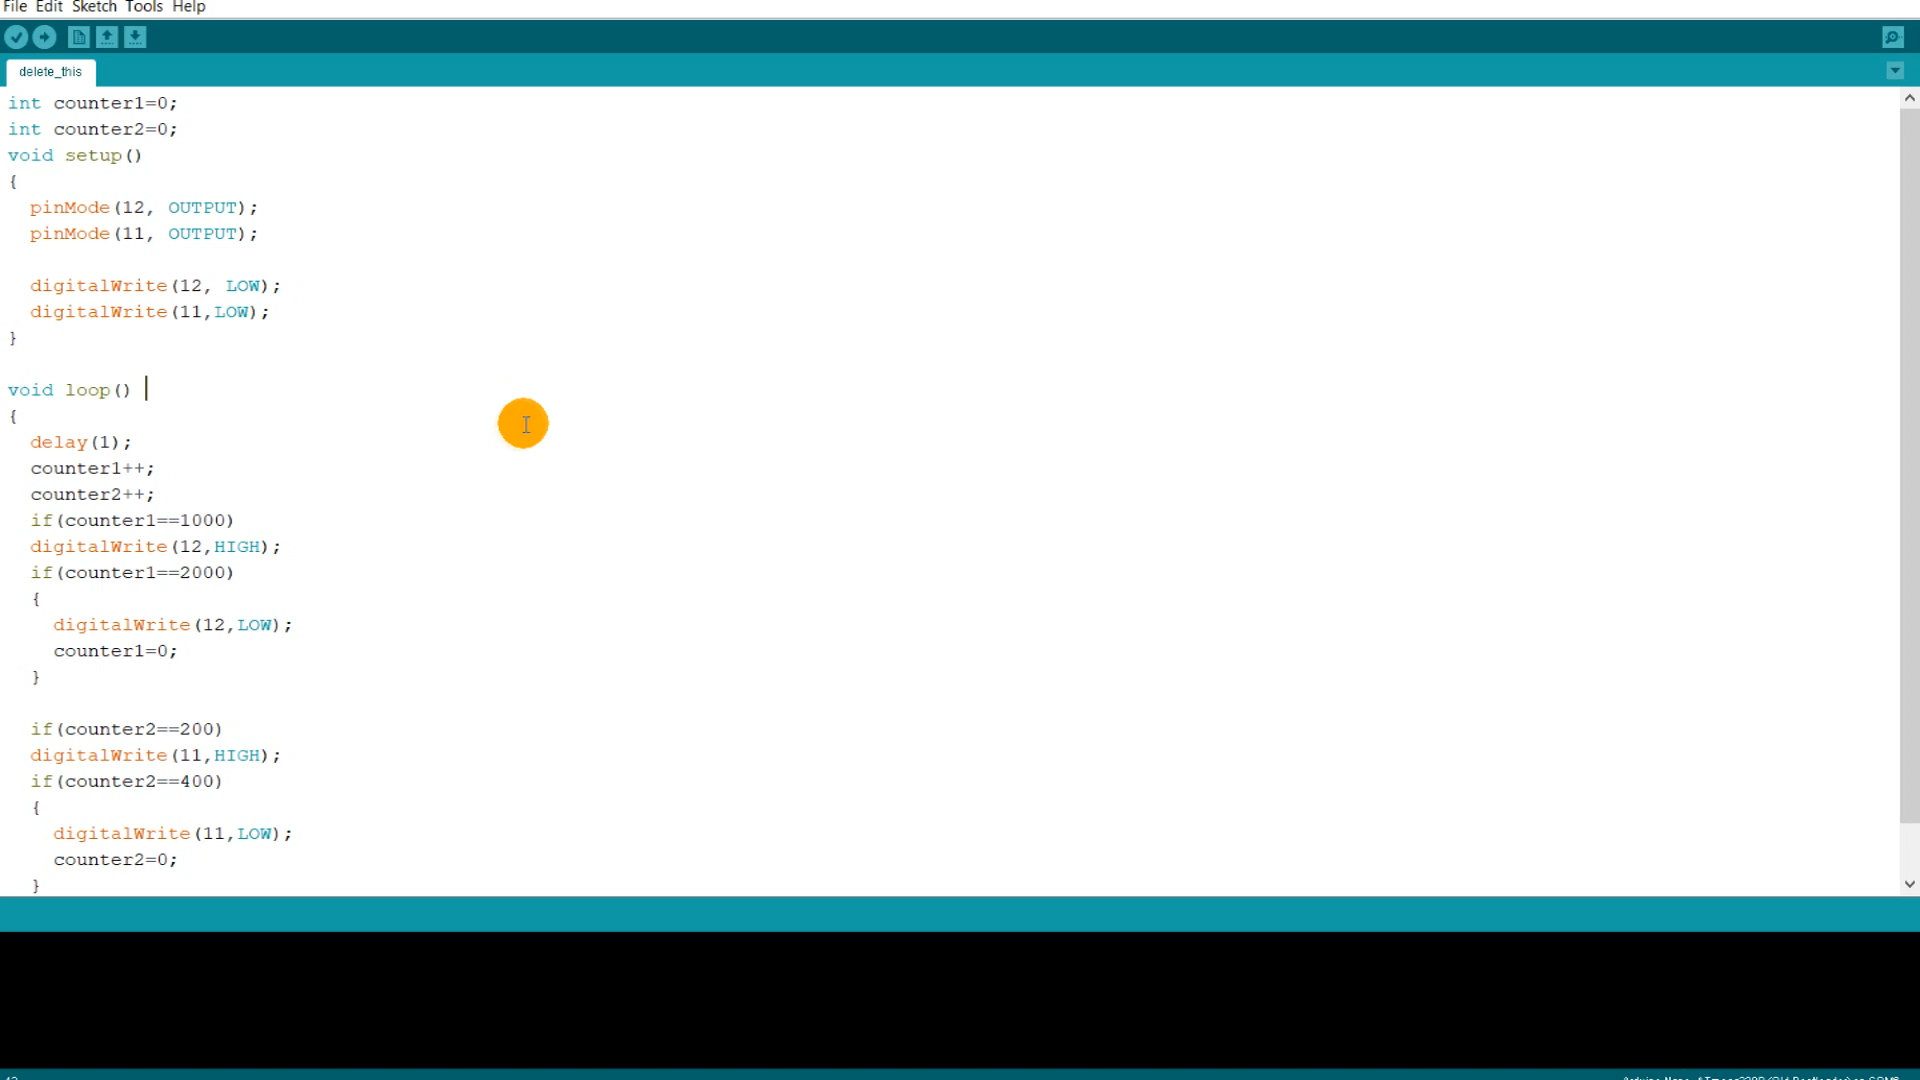 File Edit Sketch Tools Help
delete_this
int counter1=0;
int counter2=0;
void setup()
{
  pinMode(12, OUTPUT);
  pinMode(11, OUTPUT);
  digitalWrite(12, LOW);
  digitalWrite(11,LOW);
}
void loop()
{
  delay(1);
  counter1++;
  counter2++;
  if(counter1==1000)
  digitalWrite(12,HIGH);
  if(counter1==2000)
  {
    digitalWrite(12,LOW);
    counter1=0;
  }
  if(counter2==200)
  digitalWrite(11,HIGH);
  if(counter2==400)
  {
    digitalWrite(11,LOW);
    counter2=0;
  }